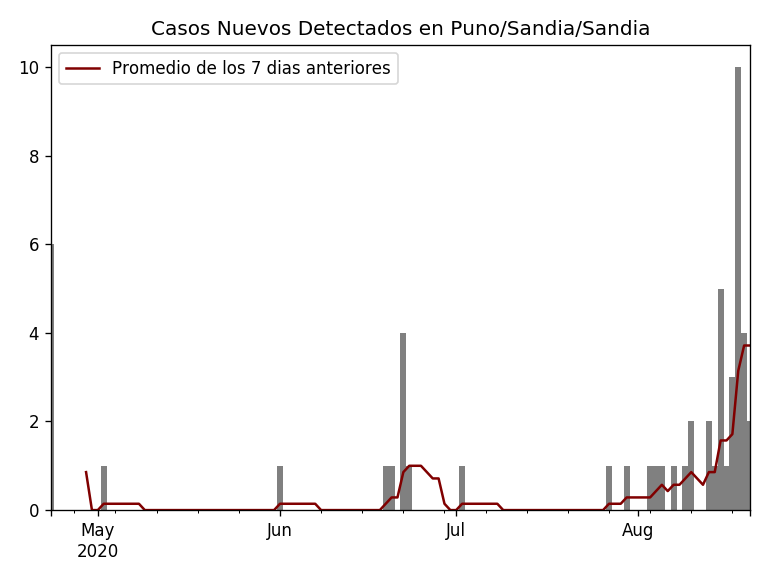 Casos Nuevos Detectados en Puno/Sandia/Sandia
Promedio de los 7 dias anteriores
10
8
6
4
2
0
May
2020
Jun
Jul
Aug